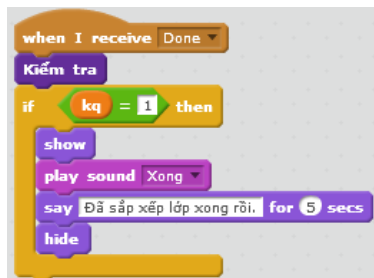 when I receive Done
Kiểm tra
if kq = 1 then
show
play sound Xong
say Đã sắp xếp lớp xong rồi. for 5 secs
hide